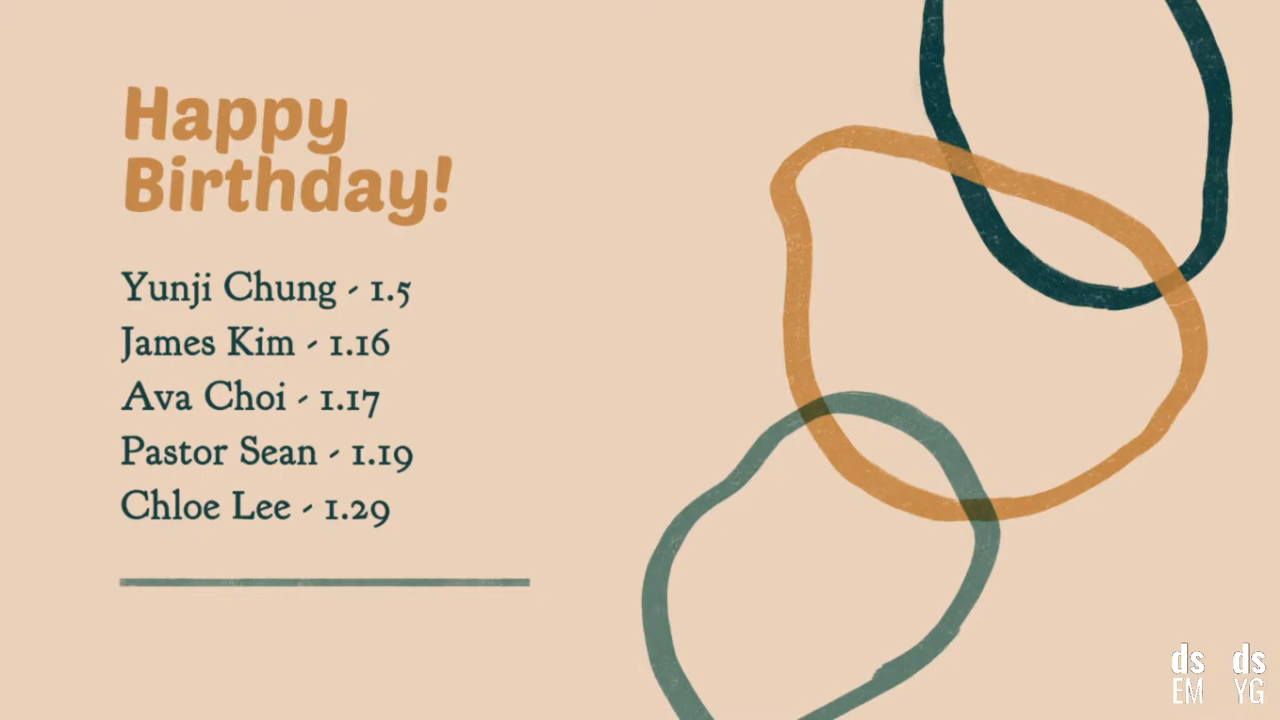 Happy
Birthday!
Yunji Chung - 1.5
James Kim - 1.16
Ava Choi - 1.17
Pastor Sean - 1.19
Chloe Lee - 1.29
ds ds
EM YG